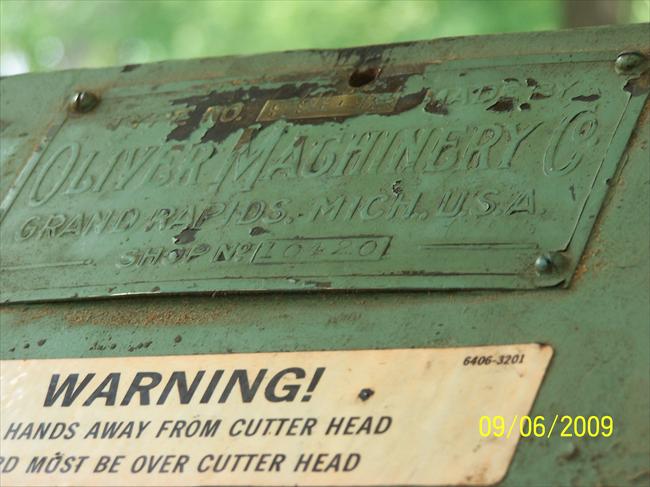 TYPE NO. MADE BY
OLIVER MACHINERY Co
GRAND RAPIDS, MICH. U.S.A.
SHOP No 10420
6406-3201
WARNING!
HANDS AWAY FROM CUTTER HEAD
RD MUST BE OVER CUTTER HEAD
09/06/2009